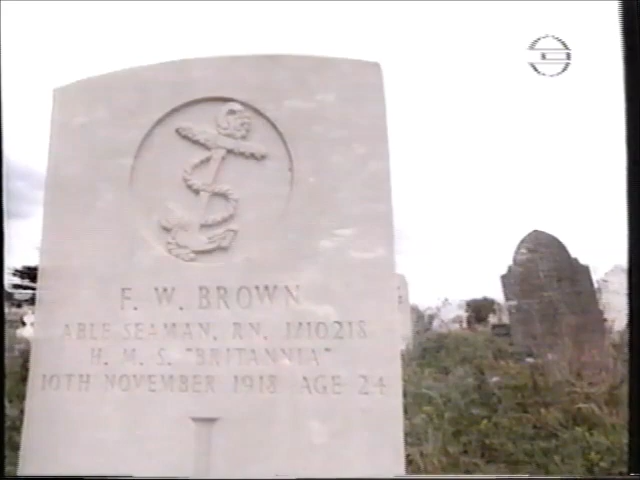 F. W. BROWN
ABLE SEAMAN, RN. J/10218
H. M. S. "BRITANNIA"
10TH NOVEMBER 1918 AGE 24